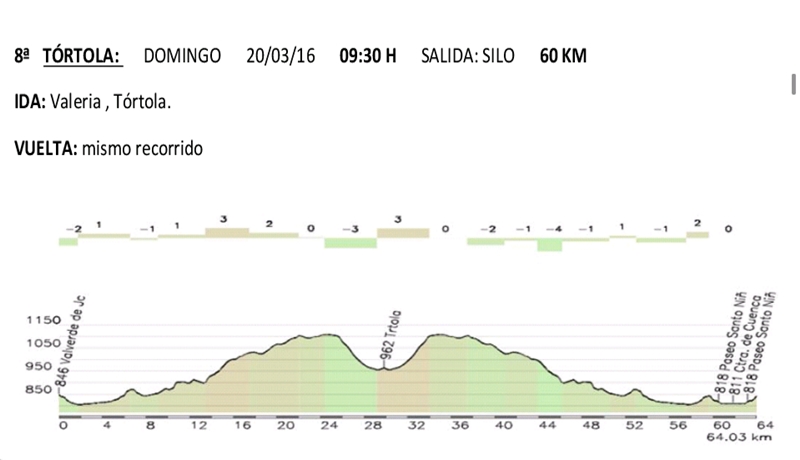 8ª TÓRTOLA: DOMINGO 20/03/16 09:30 H SALIDA: SILO 60 KM
IDA: Valeria , Tórtola.
VUELTA: mismo recorrido
-2 1 -1 1 3 2 0 -3 3 0 -2 -1 -4 -1 1 -1 2 0
1150
1050
950
850
846 Valverde de Jc
962 Trtola
818 Paseo Santo Niñ
811 Ctra. de Cuenca
818 Paseo Santo Niñ
0 4 8 12 16 20 24 28 32 36 40 44 48 52 56 60 64
64.03 km